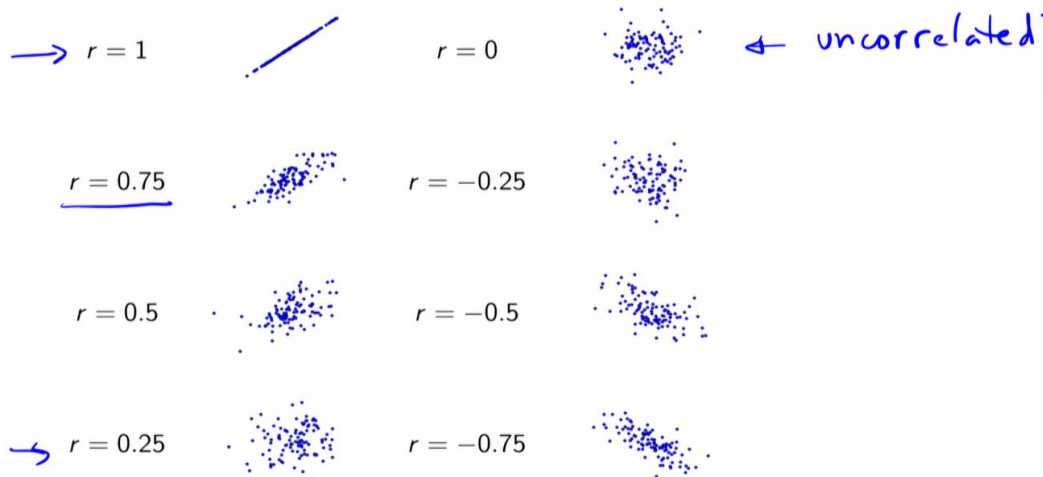 r = 1
r = 0
uncorrelated
r = 0.75
r = −0.25
r = 0.5
r = −0.5
r = 0.25
r = −0.75